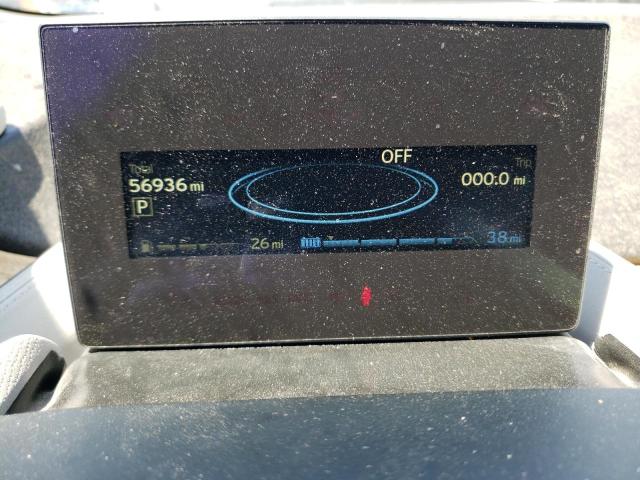 OFF
Total
Trip
56936 mi
000.0 mi
P
26 mi
38 mi